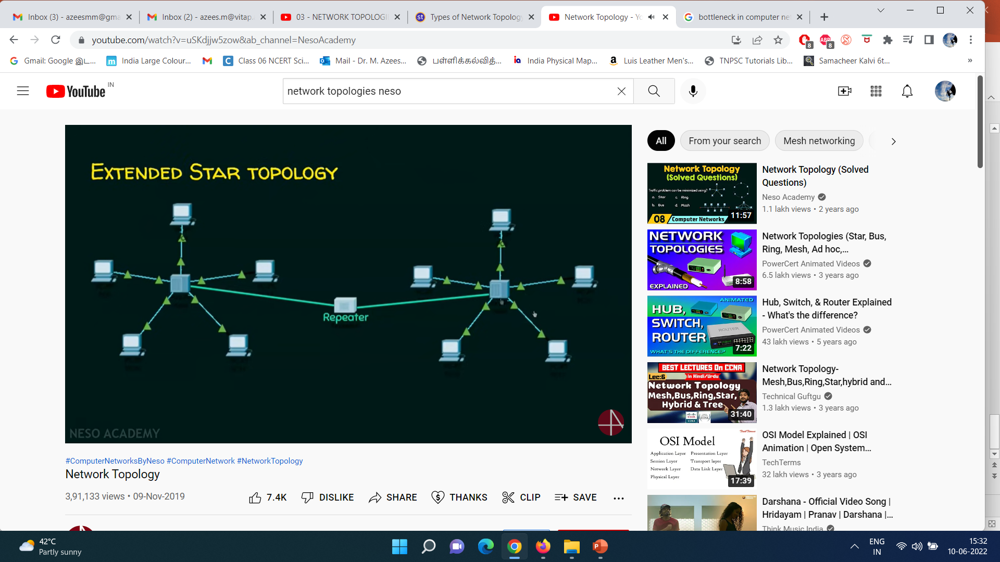 Inbox (3) - azeesmm@gma
Inbox (2) - azees.m@vitap.
03 - NETWORK TOPOLOGI
Types of Network Topology
Network Topology - Yo
bottleneck in computer ne
youtube.com/watch?v=uSKdjjw5zow&ab_channel=NesoAcademy
8
ABP
8
Gmail: Google இட...
India Large Colour...
Class 06 NCERT Sci...
Mail - Dr. M. Azees...
பள்ளிக்கல்வித்...
India Physical Map...
Luis Leather Men's...
TNPSC Tutorials Lib...
Samacheer Kalvi 6t...
YouTube IN
network topologies neso
EXTENDED STAR TOPOLOGY
Repeater
NESO ACADEMY
#ComputerNetworksByNeso #ComputerNetwork #NetworkTopology
Network Topology
3,91,133 views • 09-Nov-2019
7.4K
DISLIKE
SHARE
THANKS
CLIP
SAVE
All
From your search
Mesh networking
Network Topology
(Solved Questions)
Traffic problem can be minimized using?
a. Star c. Ring
b. Bus d. Mesh
08 Computer Networks
11:57
Network Topology (Solved
Questions)
Neso Academy
1.1 lakh views • 2 years ago
NETWORK
TOPOLOGIES
EXPLAINED
8:58
Network Topologies (Star, Bus,
Ring, Mesh, Ad hoc,...
PowerCert Animated Videos
6.5 lakh views • 3 years ago
ANIMATED
HUB,
SWITCH,
ROUTER
ROUTER
WHAT'S THE DIFFERENCE?
7:22
Hub, Switch, & Router Explained
- What's the difference?
PowerCert Animated Videos
43 lakh views • 5 years ago
BEST LECTURES On CCNA
Lec:6 In Hindi/Urdu
Network Topology
Mesh,Bus,Ring,Star,
Hybrid & Tree
31:40
Network Topology-
Mesh,Bus,Ring,Star,hybrid and...
Technical Guftgu
1.3 lakh views • 3 years ago
TechTerms
OSI Model
Application Layer Presentation Layer
Session Layer Transport layer
Network Layer Data Link Layer
Physical Layer
17:39
OSI Model Explained | OSI
Animation | Open System...
TechTerms
32 lakh views • 3 years ago
Darshana - Official Video Song |
Hridayam | Pranav | Darshana |...
Think Music India
42°C
Partly sunny
ENG
IN
15:32
10-06-2022